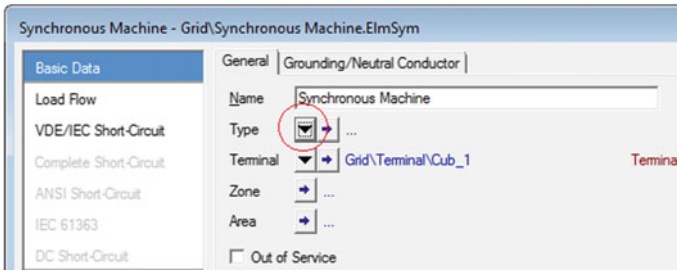 Synchronous Machine - Grid\Synchronous Machine.ElmSym
Basic Data
Load Flow
VDE/IEC Short-Circuit
Complete Short-Circuit
ANSI Short-Circuit
IEC 61363
DC Short-Circuit
General
Grounding/Neutral Conductor
Name Synchronous Machine
Type ...
Terminal Grid\Terminal\Cub_1 Termina
Zone ...
Area ...
Out of Service